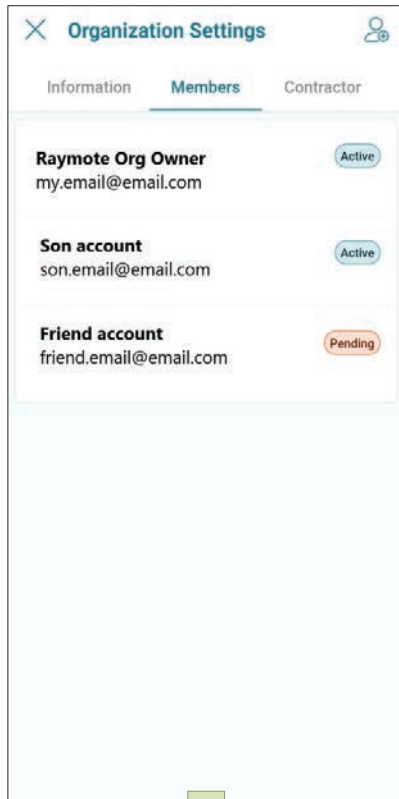 Organization Settings
Information Members Contractor
Raymote Org Owner Active
my.email@email.com
Son account Active
son.email@email.com
Friend account Pending
friend.email@email.com